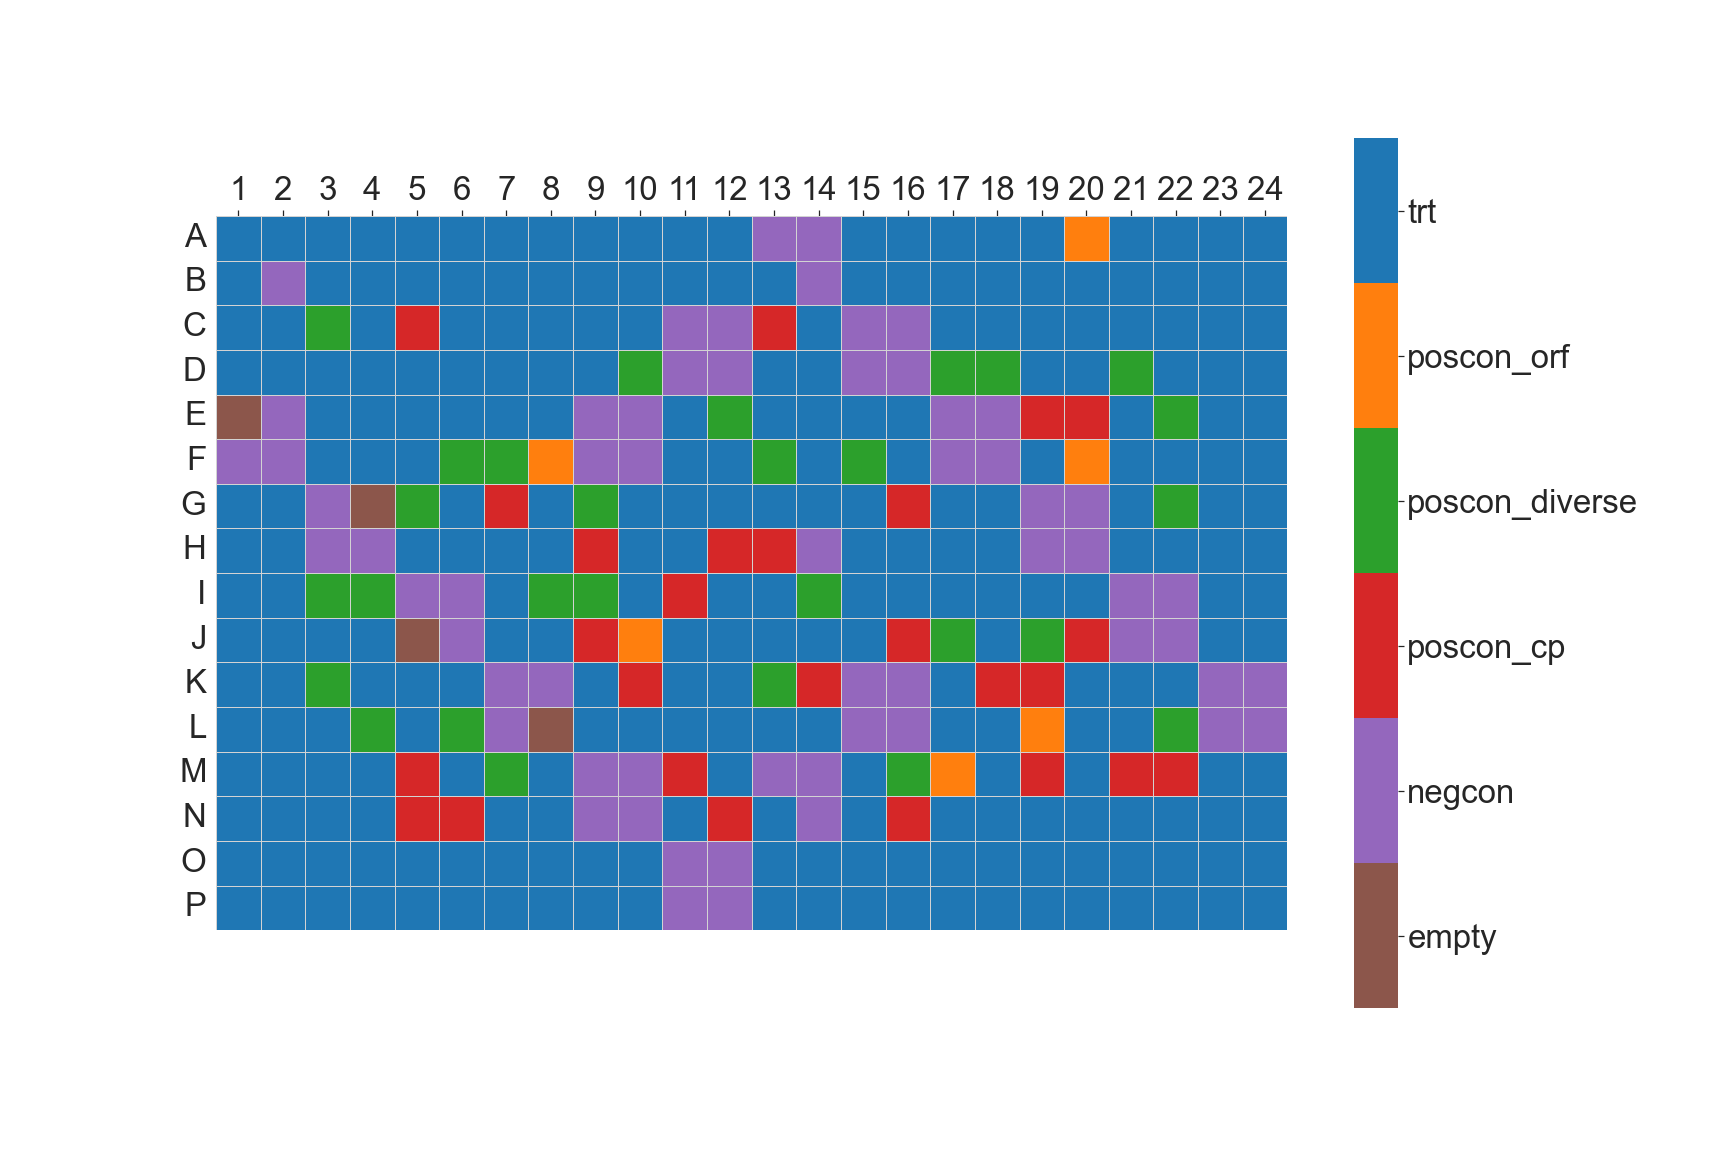 1 2 3 4 5 6 7 8 9 10 11 12 13 14 15 16 17 18 19 20 21 22 23 24
A
B
C
D
E
F
G
H
I
J
K
L
M
N
O
P
trt
poscon_orf
poscon_diverse
poscon_cp
negcon
empty